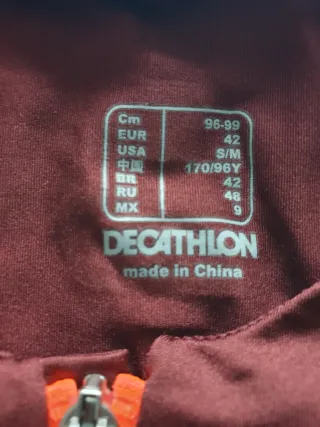 Cm 96-99
EUR 42
USA S/M
中国 170/96Y
BR 42
RU 48
MX 9
DECATHLON
made in China